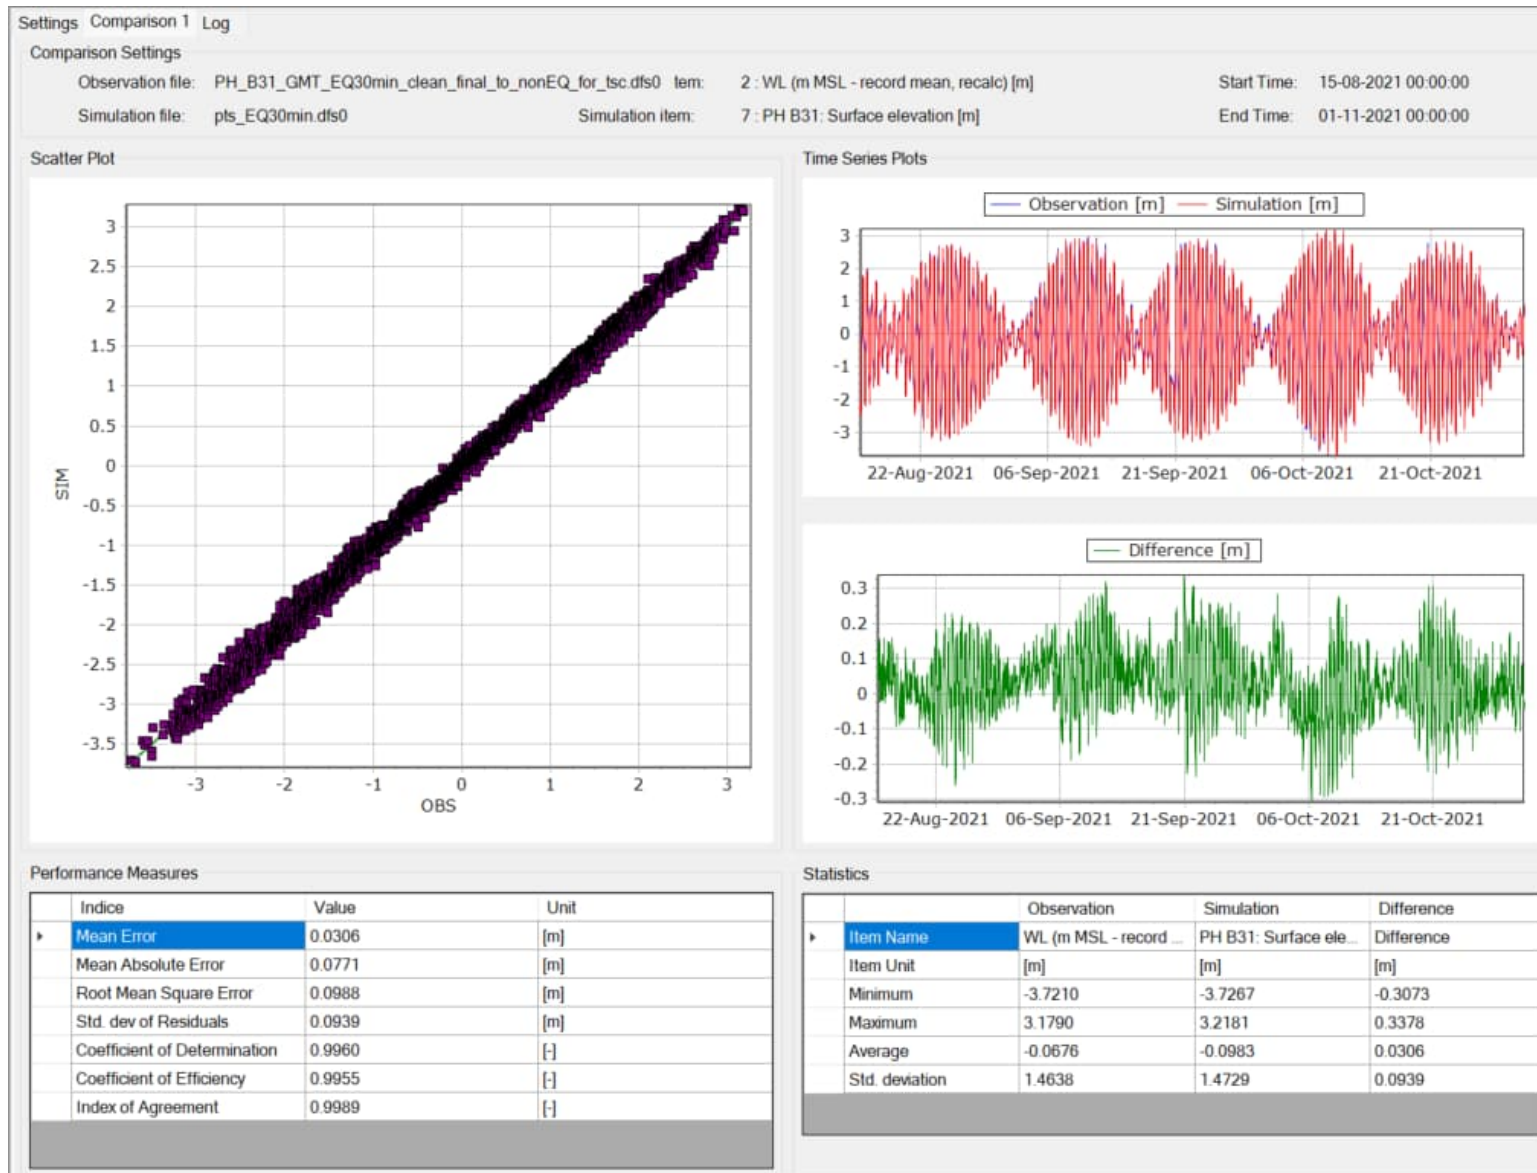 Settings Comparison 1 Log
Comparison Settings
Observation file: PH_B31_GMT_EQ30min_clean_final_to_nonEQ_for_tsc.dfs0 tem: 2 : WL (m MSL - record mean, recalc) [m] Start Time: 15-08-2021 00:00:00
Simulation file: pts_EQ30min.dfs0 Simulation item: 7 : PH B31: Surface elevation [m] End Time: 01-11-2021 00:00:00
Scatter Plot
3
2.5
2
1.5
1
0.5
0
-0.5
-1
-1.5
-2
-2.5
-3
-3.5
SIM
-3 -2 -1 0 1 2 3
OBS
Time Series Plots
Observation [m] Simulation [m]
3
2
1
0
-1
-2
-3
22-Aug-2021 06-Sep-2021 21-Sep-2021 06-Oct-2021 21-Oct-2021
Difference [m]
0.3
0.2
0.1
0
-0.1
-0.2
-0.3
22-Aug-2021 06-Sep-2021 21-Sep-2021 06-Oct-2021 21-Oct-2021
Performance Measures
Indice Value Unit
Mean Error 0.0306 [m]
Mean Absolute Error 0.0771 [m]
Root Mean Square Error 0.0988 [m]
Std. dev of Residuals 0.0939 [m]
Coefficient of Determination 0.9960 [-]
Coefficient of Efficiency 0.9955 [-]
Index of Agreement 0.9989 [-]
Statistics
Observation Simulation Difference
Item Name WL (m MSL - record ... PH B31: Surface ele... Difference
Item Unit [m] [m] [m]
Minimum -3.7210 -3.7267 -0.3073
Maximum 3.1790 3.2181 0.3378
Average -0.0676 -0.0983 0.0306
Std. deviation 1.4638 1.4729 0.0939